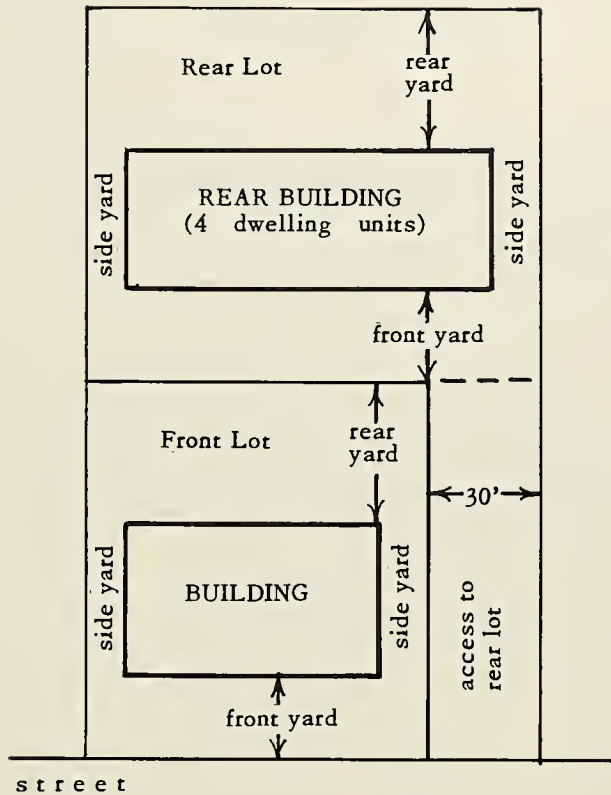 Rear Lot
rear
yard
side yard
REAR BUILDING
(4 dwelling units)
side yard
front yard
Front Lot
rear
yard
30'
side yard
BUILDING
side yard
access to
rear lot
front yard
street